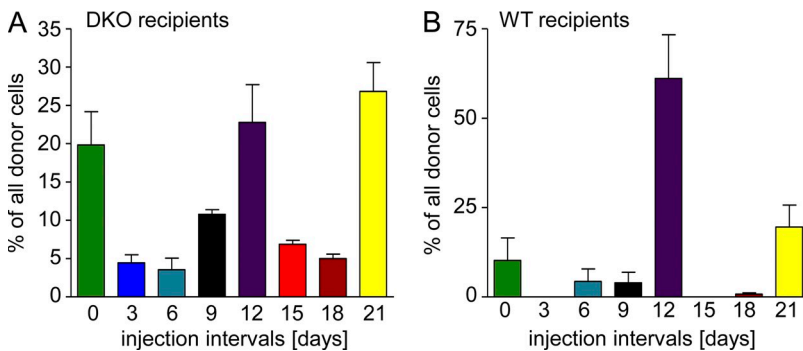 A DKO recipients
% of all donor cells
35
30
25
20
15
10
5
0
0 3 6 9 12 15 18 21
injection intervals [days]
B WT recipients
% of all donor cells
75
50
25
0
0 3 6 9 12 15 18 21
injection intervals [days]